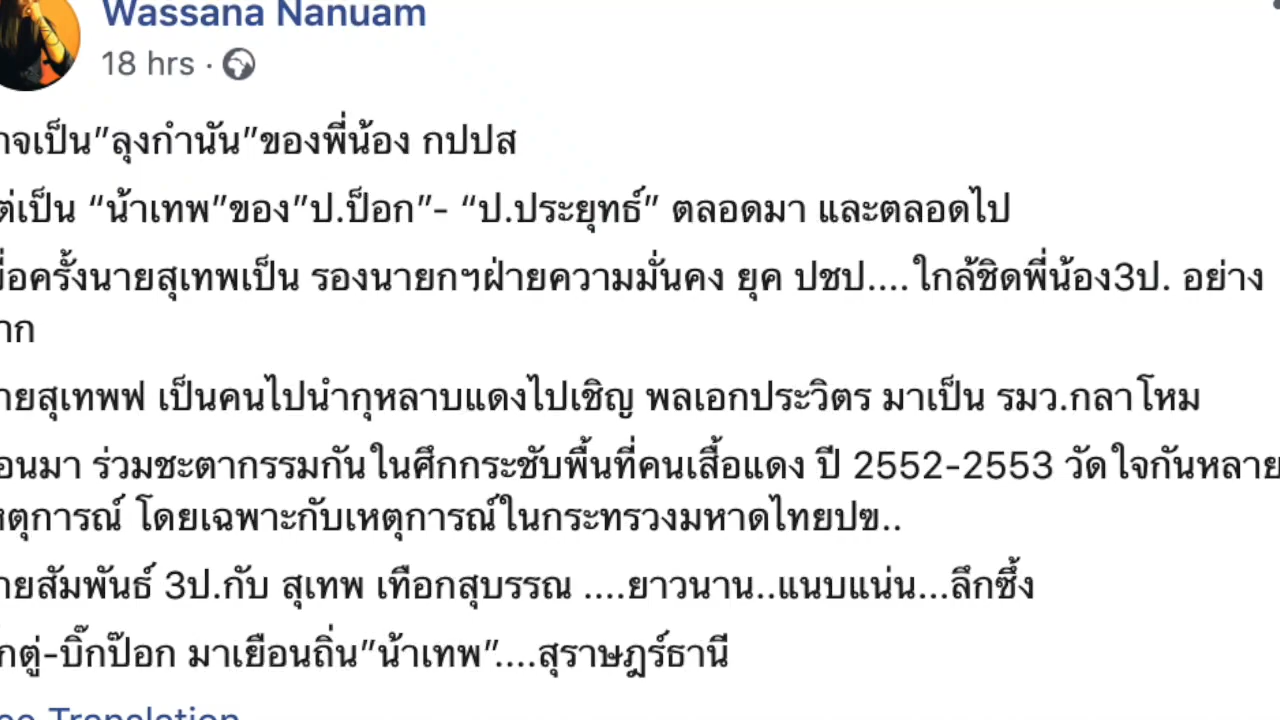 Wassana Nanuam
18 hrs ·
าจเป็น”ลุงกำนัน”ของพี่น้อง กปปส
ต่เป็น “น้าเทพ”ของ”ป.ป็อก”- “ป.ประยุทธ์” ตลอดมา และตลอดไป
มื่อครั้งนายสุเทพเป็น รองนายกฯฝ่ายความมั่นคง ยุค ปชป....ใกล้ชิดพี่น้อง3ป. อย่าง
าก
ายสุเทพฟ เป็นคนไปนำกุหลาบแดงไปเชิญ พลเอกประวิตร มาเป็น รมว.กลาโหม
อนมา ร่วมชะตากรรมกันในศึกกระชับพื้นที่คนเสื้อแดง ปี 2552-2553 วัดใจกันหลาย
หตุการณ์ โดยเฉพาะกับเหตุการณ์ในกระทรวงมหาดไทยปฃ..
ายสัมพันธ์ 3ป.กับ สุเทพ เทือกสุบรรณ ....ยาวนาน..แนบแน่น...ลึกซึ้ง
กตู่-บิ๊กป๊อก มาเยือนถิ่น”น้าเทพ”....สุราษฎร์ธานี
ee Translation